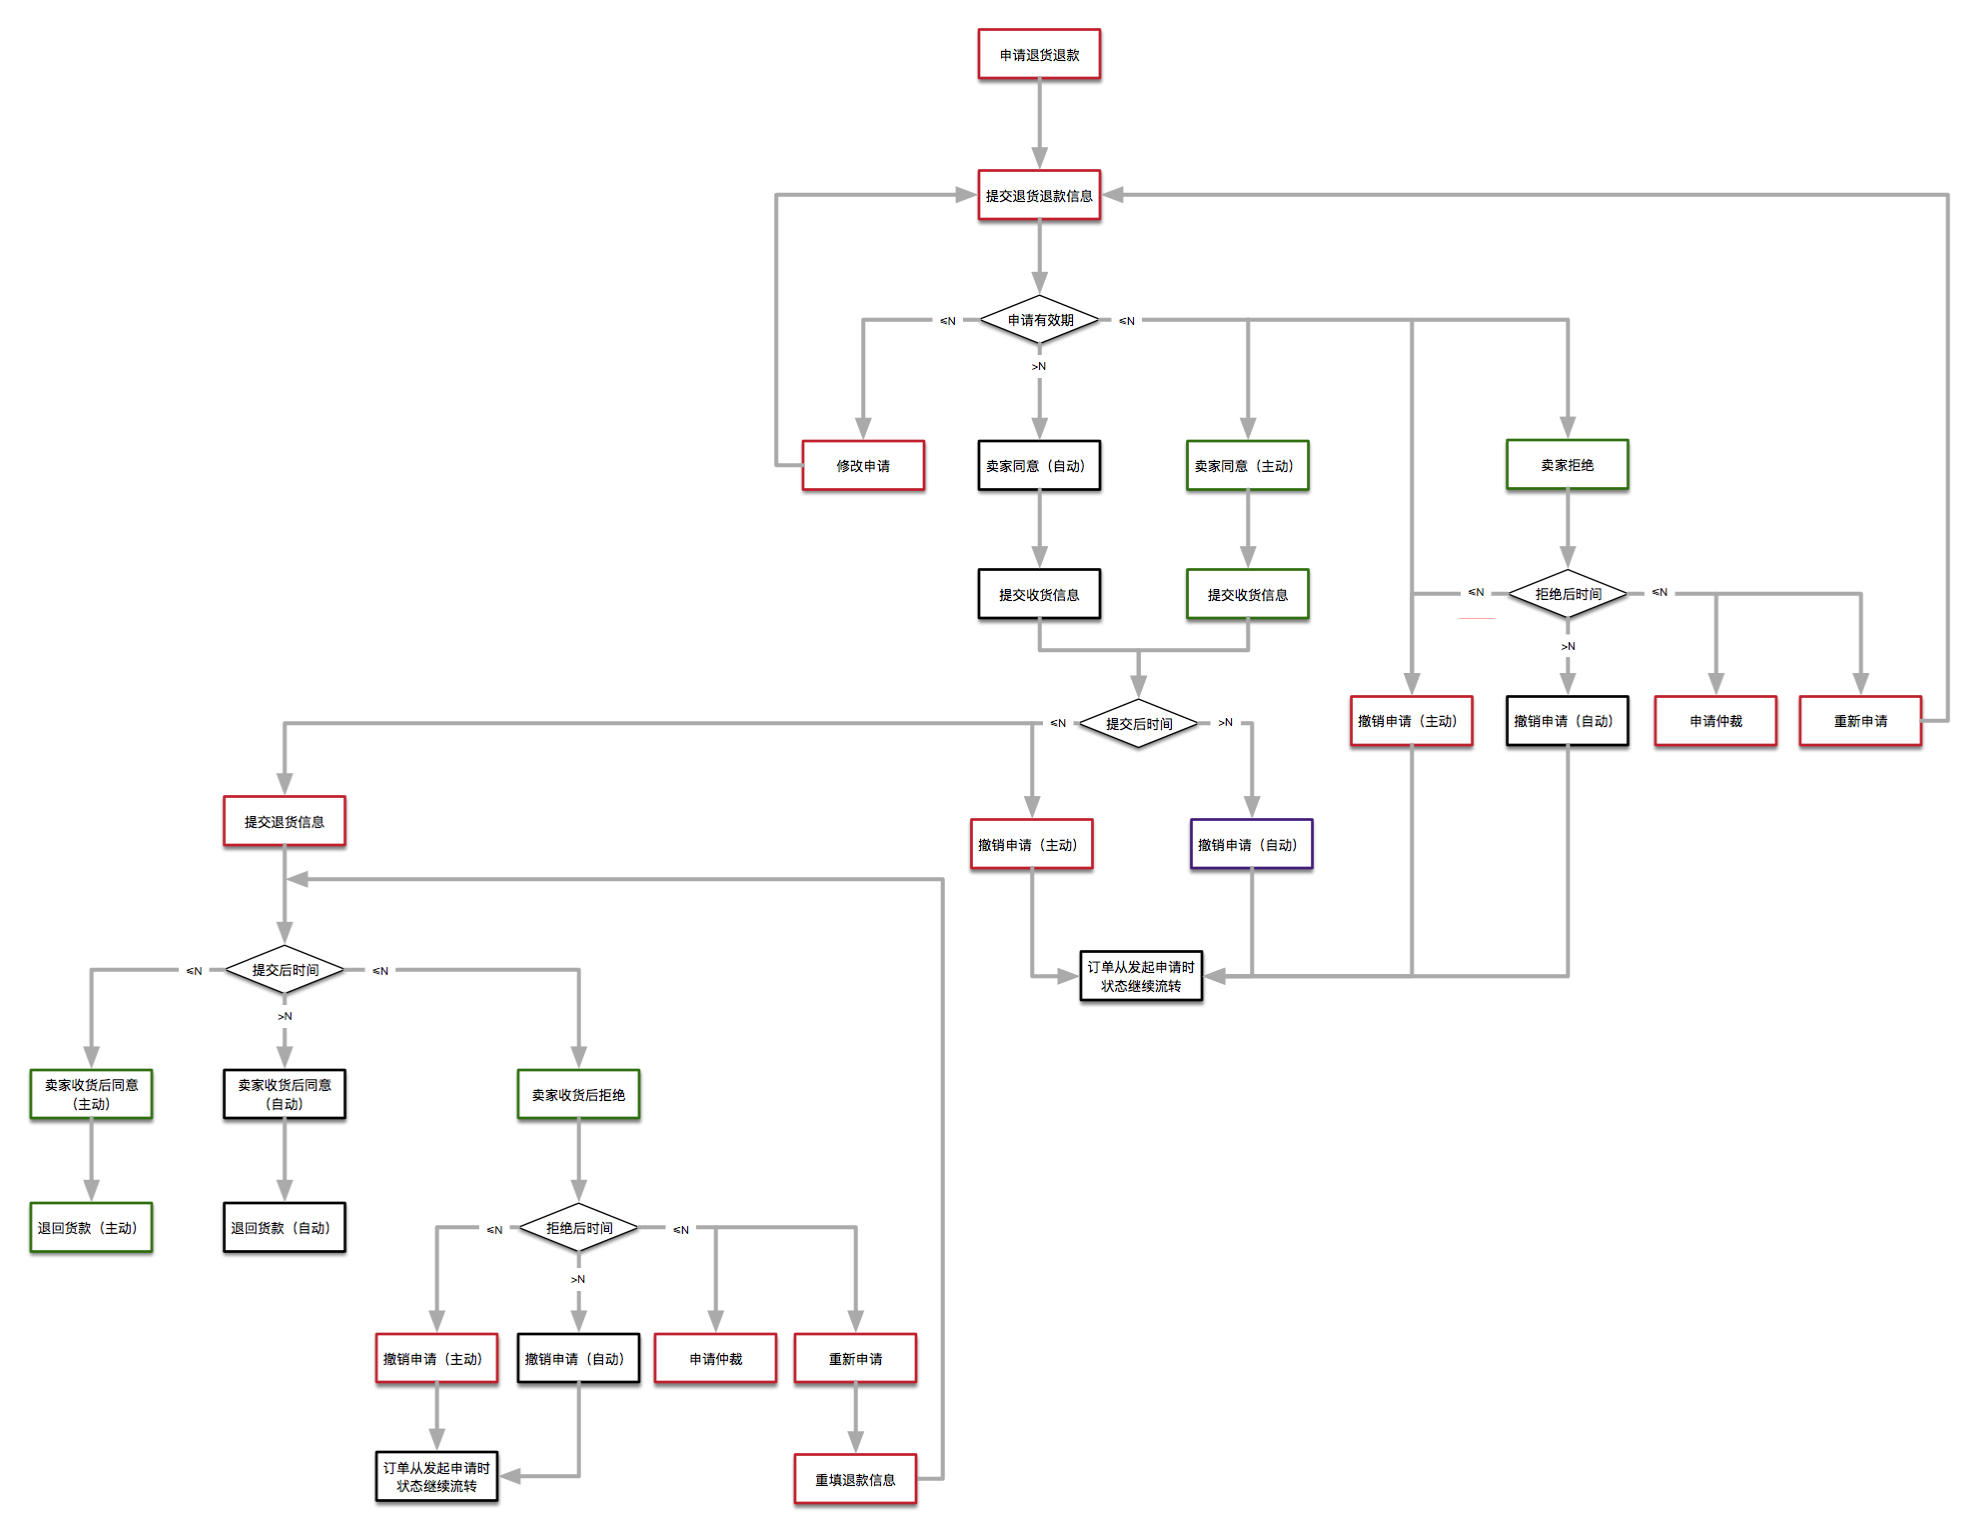 申请退货退款
提交退货退款信息
≤N
申请有效期
≤N
>N
修改申请
卖家同意（自动）
卖家同意（主动）
卖家拒绝
提交收货信息
提交收货信息
≤N
拒绝后时间
≤N
>N
撤销申请（主动）
撤销申请（自动）
申请仲裁
重新申请
≤N
提交后时间
>N
提交退货信息
撤销申请（主动）
撤销申请（自动）
订单从发起申请时
状态继续流转
≤N
提交后时间
≤N
>N
卖家收货后同意
（主动）
卖家收货后同意
（自动）
卖家收货后拒绝
退回货款（主动）
退回货款（自动）
≤N
拒绝后时间
≤N
>N
撤销申请（主动）
撤销申请（自动）
申请仲裁
重新申请
订单从发起申请时
状态继续流转
重填退款信息